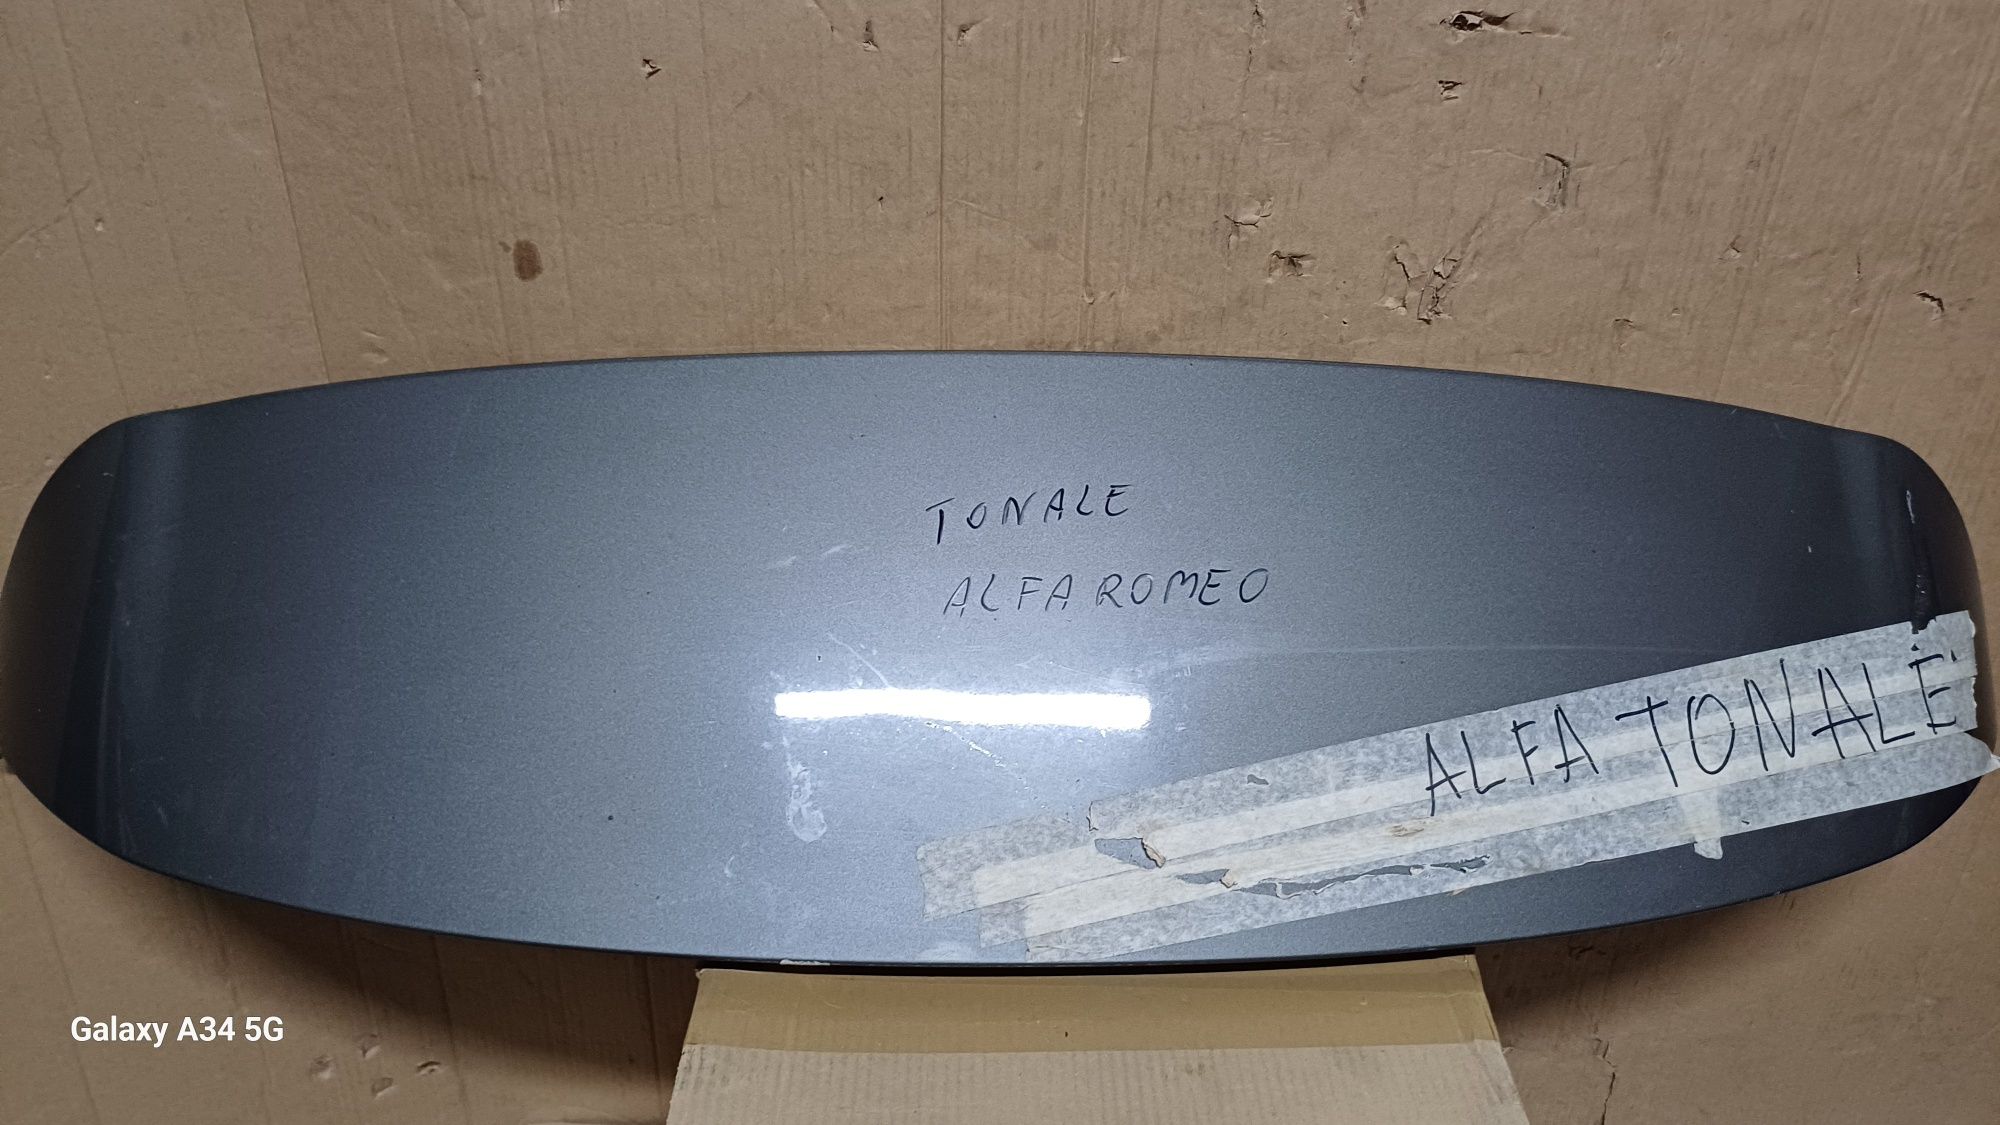 TONALE
ALFA ROMEO
ALFA TONALE
Galaxy A34 5G